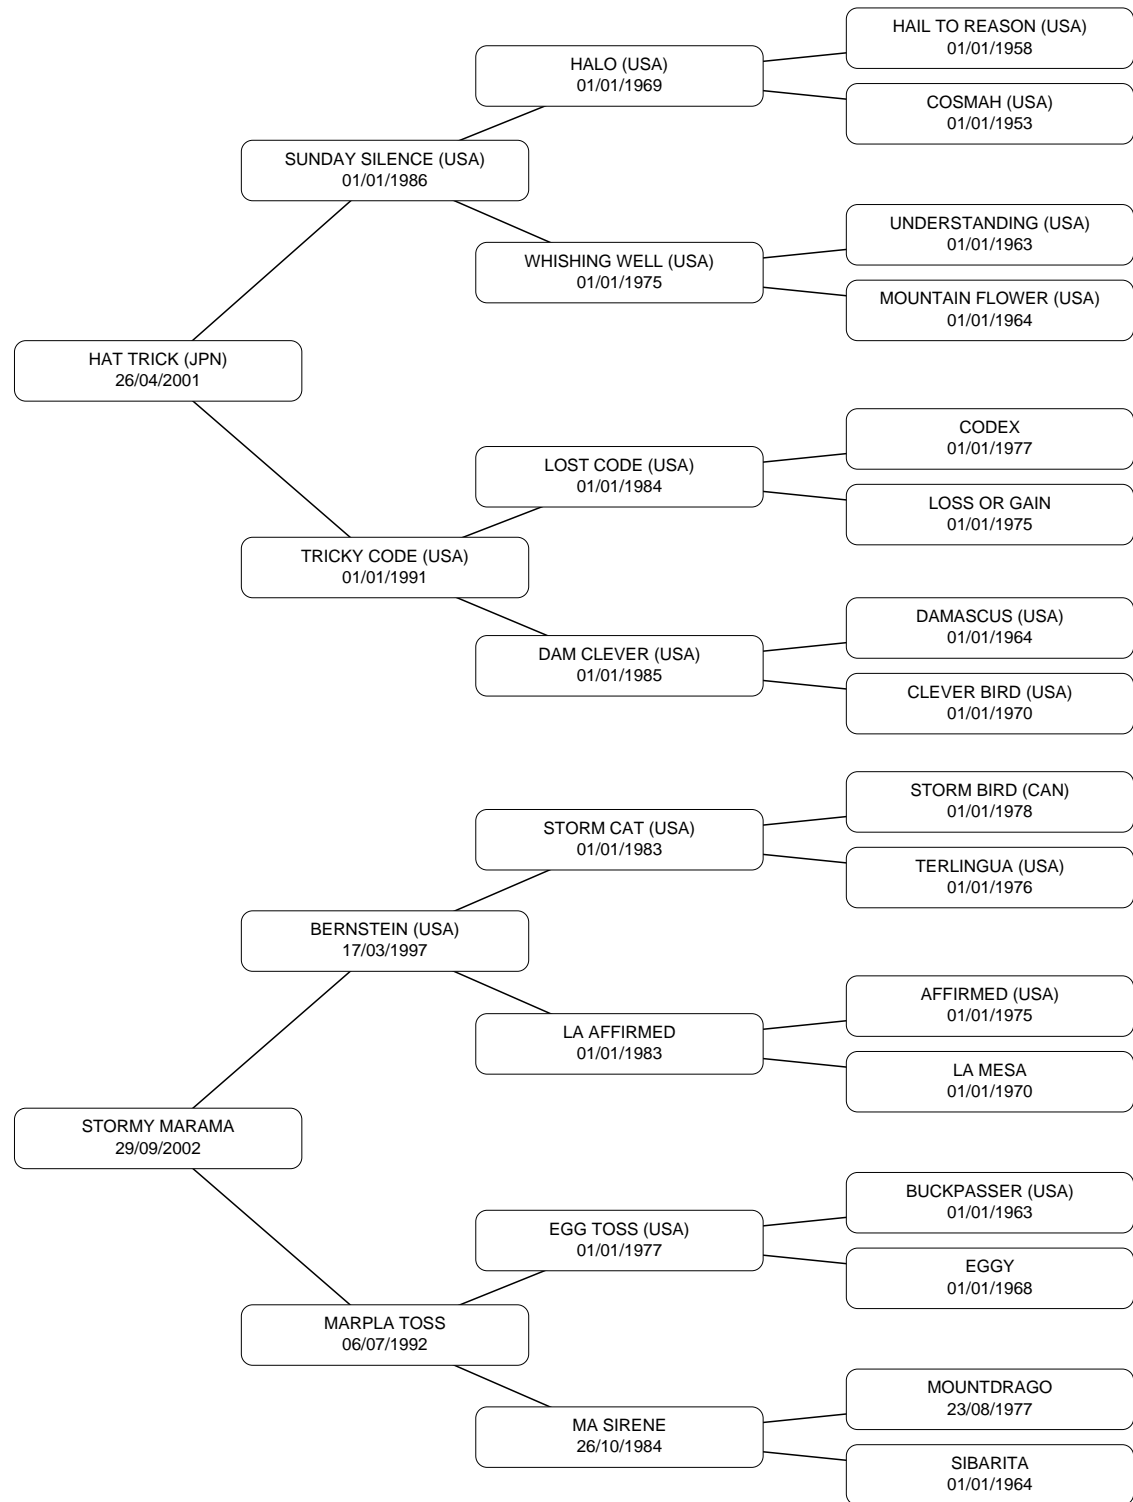 HAIL TO REASON (USA)
01/01/1958
HALO (USA)
01/01/1969
COSMAH (USA)
01/01/1953
SUNDAY SILENCE (USA)
01/01/1986
UNDERSTANDING (USA)
01/01/1963
WHISHING WELL (USA)
01/01/1975
MOUNTAIN FLOWER (USA)
01/01/1964
HAT TRICK (JPN)
26/04/2001
CODEX
01/01/1977
LOST CODE (USA)
01/01/1984
LOSS OR GAIN
01/01/1975
TRICKY CODE (USA)
01/01/1991
DAMASCUS (USA)
01/01/1964
DAM CLEVER (USA)
01/01/1985
CLEVER BIRD (USA)
01/01/1970
STORM BIRD (CAN)
01/01/1978
STORM CAT (USA)
01/01/1983
TERLINGUA (USA)
01/01/1976
BERNSTEIN (USA)
17/03/1997
AFFIRMED (USA)
01/01/1975
LA AFFIRMED
01/01/1983
LA MESA
01/01/1970
STORMY MARAMA
29/09/2002
BUCKPASSER (USA)
01/01/1963
EGG TOSS (USA)
01/01/1977
EGGY
01/01/1968
MARPLA TOSS
06/07/1992
MOUNTDRAGO
23/08/1977
MA SIRENE
26/10/1984
SIBARITA
01/01/1964